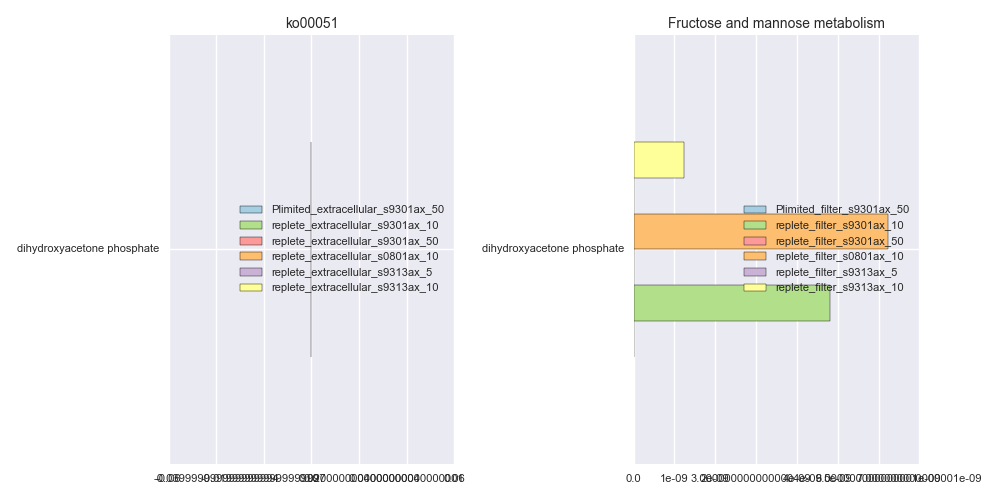 ko00051
Fructose and mannose metabolism
dihydroxyacetone phosphate
Plimited_extracellular_s9301ax_50
replete_extracellular_s9301ax_10
replete_extracellular_s9301ax_50
replete_extracellular_s0801ax_10
replete_extracellular_s9313ax_5
replete_extracellular_s9313ax_10
dihydroxyacetone phosphate
Plimited_filter_s9301ax_50
replete_filter_s9301ax_10
replete_filter_s9301ax_50
replete_filter_s0801ax_10
replete_filter_s9313ax_5
replete_filter_s9313ax_10
0.0
1e-09